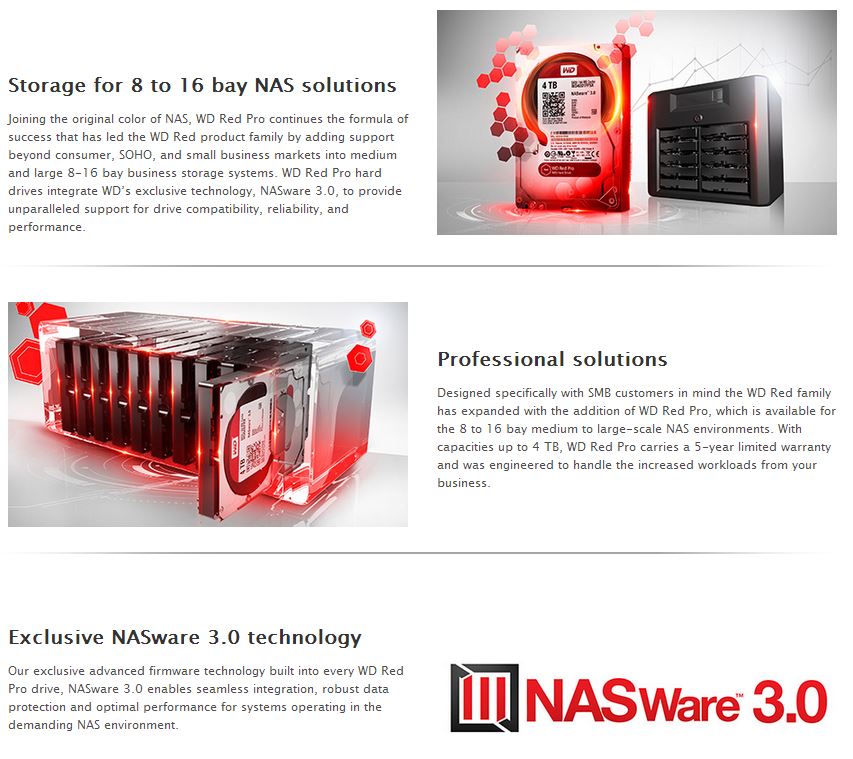 Storage for 8 to 16 bay NAS solutions
Joining the original color of NAS, WD Red Pro continues the formula of
success that has led the WD Red product family by adding support
beyond consumer, SOHO, and small business markets into medium
and large 8-16 bay business storage systems. WD Red Pro hard
drives integrate WD's exclusive technology, NASware 3.0, to provide
unparalleled support for drive compatibility, reliability, and
performance.
WD
4 TB
NASware™ 3.0
WD Red Pro
WD
Professional solutions
Designed specifically with SMB customers in mind the WD Red family
has expanded with the addition of WD Red Pro, which is available for
the 8 to 16 bay medium to large-scale NAS environments. With
capacities up to 4 TB, WD Red Pro carries a 5-year limited warranty
and was engineered to handle the increased workloads from your
business.
Exclusive NASware 3.0 technology
Our exclusive advanced firmware technology built into every WD Red
Pro drive, NASware 3.0 enables seamless integration, robust data
protection and optimal performance for systems operating in the
demanding NAS environment.
NASWare™ 3.0